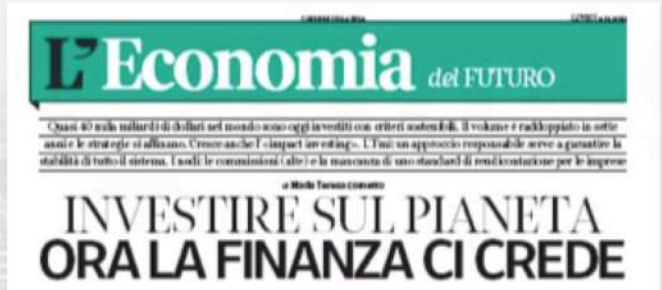 L'Economia del FUTURO
Quasi 40 mila miliardi di dollari nel mondo sono oggi investiti con criteri sostenibili. Il volume è raddoppiato in sette
anni e le strategie si affinano. Cresce anche l'«impact investing». L'Fmi: un approccio responsabile serve a garantire la
stabilità di tutto il sistema. I nodi: le commissioni (alte) e la mancanza di uno standard di rendicontazione per le imprese
di Maria Teresa Cometto
INVESTIRE SUL PIANETA
ORA LA FINANZA CI CREDE